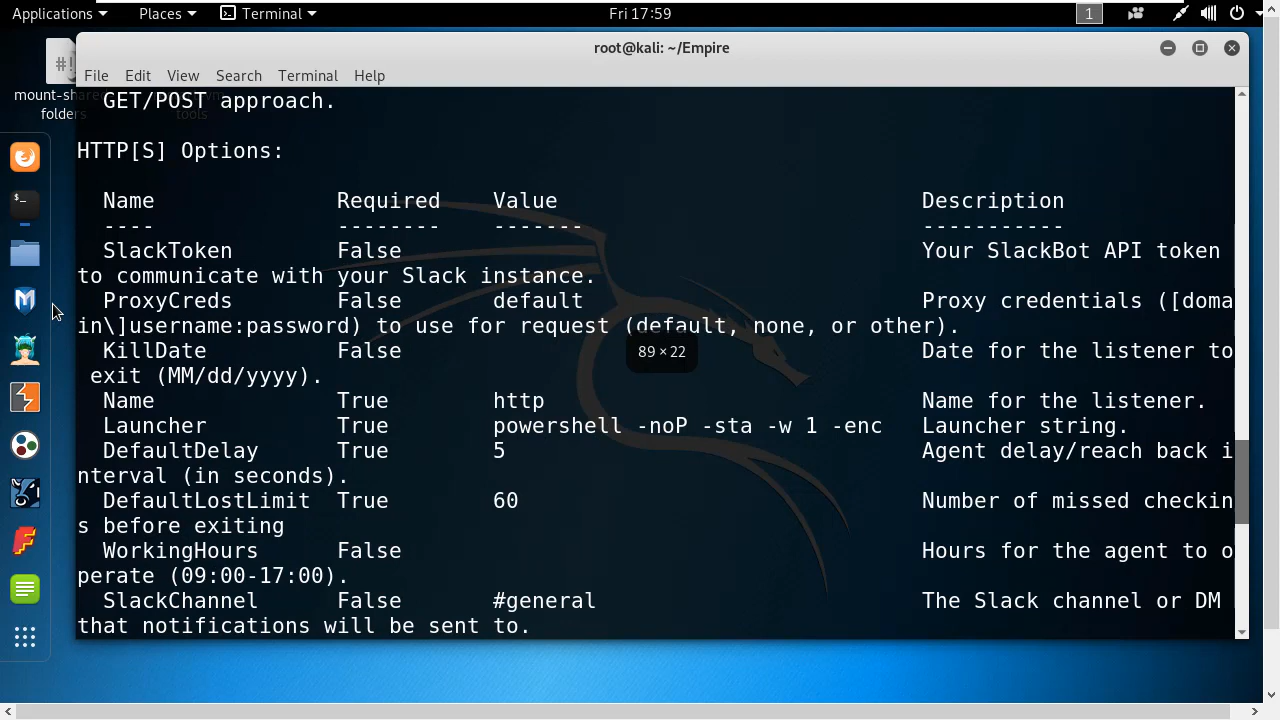 Applications Places Terminal Fri 17:59 1
root@kali: ~/Empire
File Edit View Search Terminal Help
mount-shared-
folders
tools
GET/POST approach.
HTTP[S] Options:
Name Required Value Description
---- -------- ------- -----------
SlackToken False Your SlackBot API token
to communicate with your Slack instance.
ProxyCreds False default Proxy credentials ([doma
in\]username:password) to use for request (default, none, or other).
KillDate False Date for the listener to
exit (MM/dd/yyyy).
Name True http Name for the listener.
Launcher True powershell -noP -sta -w 1 -enc Launcher string.
DefaultDelay True 5 Agent delay/reach back i
nterval (in seconds).
DefaultLostLimit True 60 Number of missed checkin
s before exiting
WorkingHours False Hours for the agent to o
perate (09:00-17:00).
SlackChannel False #general The Slack channel or DM
that notifications will be sent to.
89 × 22